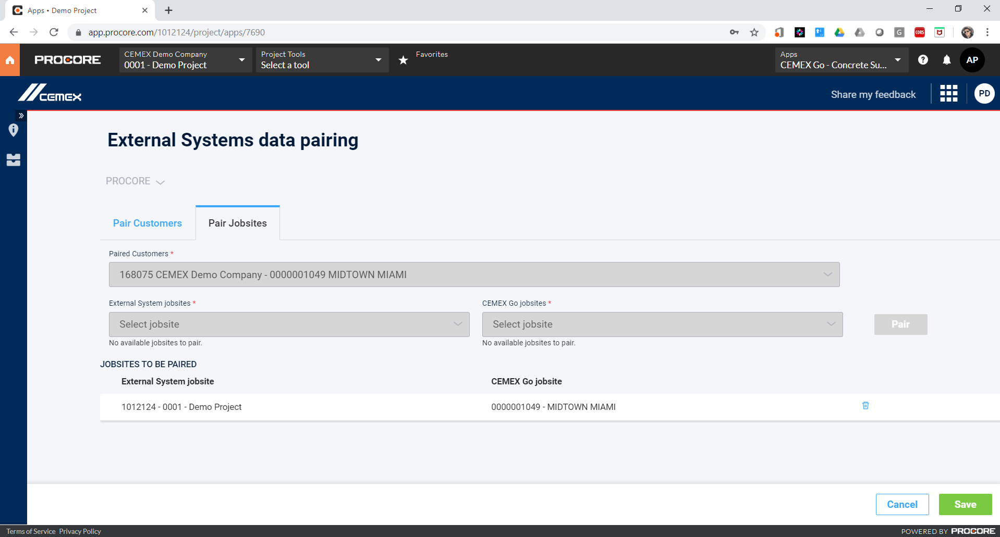 Apps • Demo Project
app.procore.com/1012124/project/apps/7690
G
CORS
PROCORE
CEMEX Demo Company
0001 - Demo Project
Project Tools
Select a tool
Favorites
Apps
CEMEX Go - Concrete Su...
?
AP
CEMEX
Share my feedback
PD
External Systems data pairing
PROCORE
Pair Customers
Pair Jobsites
Paired Customers *
168075 CEMEX Demo Company - 0000001049 MIDTOWN MIAMI
External System jobsites *
CEMEX Go jobsites *
Select jobsite
Select jobsite
Pair
No available jobsites to pair.
No available jobsites to pair.
JOBSITES TO BE PAIRED
External System jobsite
CEMEX Go jobsite
1012124 - 0001 - Demo Project
0000001049 - MIDTOWN MIAMI
Cancel
Save
Terms of Service
Privacy Policy
POWERED BY PROCORE